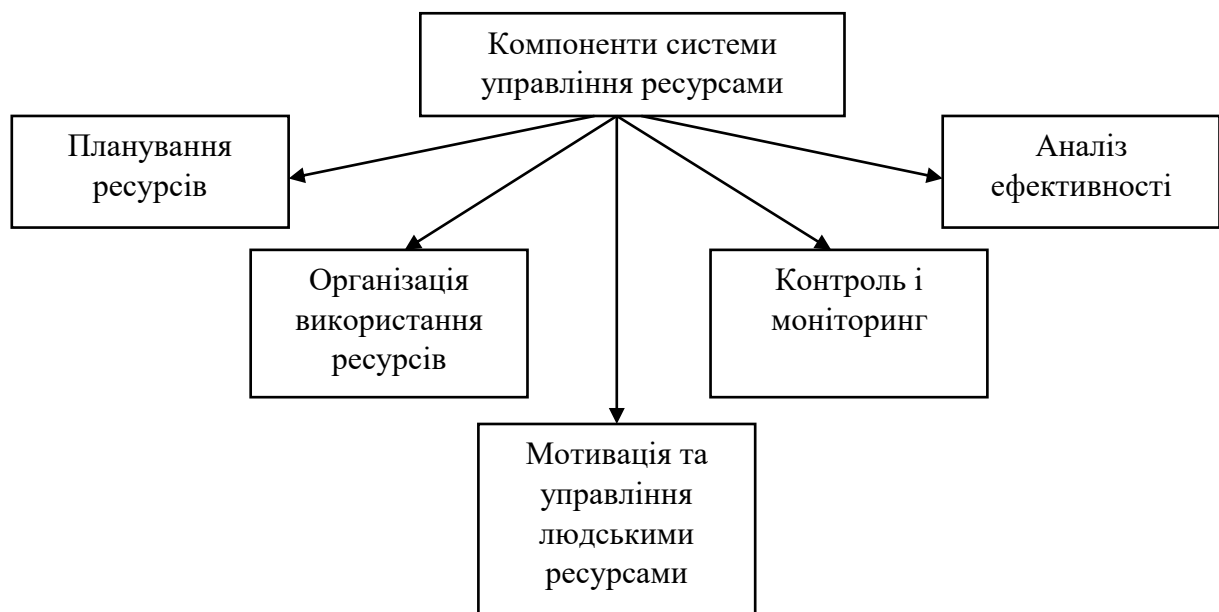 Компоненти системи
управління ресурсами
Планування
ресурсів
Аналіз
ефективності
Організація
використання
ресурсів
Контроль і
моніторинг
Мотивація та
управління
людськими
ресурсами